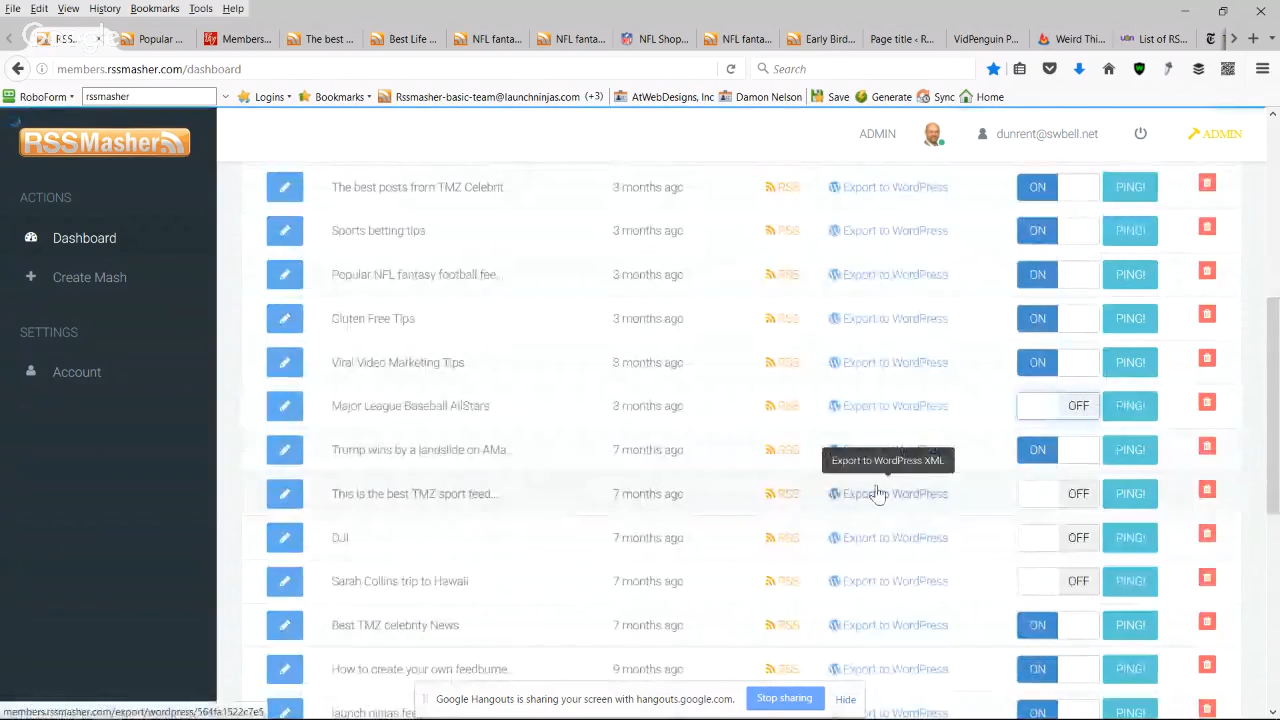 File Edit View History Bookmarks Tools Help
Google
RSS... Popular ... Members... The best ... Best Life ... NFL fanta... NFL fanta... NFL Shop... NFL fanta... Early Bird... Page title ‹ R... VidPenguin P... Weird Thi... List of RS...
members.rssmasher.com/dashboard
Search
RoboForm rssmasher Logins Bookmarks Rssmasher-basic-team@launchninjas.com (+3) AtWebDesigns, Inc Damon Nelson Save Generate Sync Home
RSSMasher
ADMIN dunrent@swbell.net ADMIN
ACTIONS
Dashboard
Create Mash
SETTINGS
Account
The best posts from TMZ Celebrit 3 months ago RSS Export to WordPress ON PING!
Sports betting tips 3 months ago RSS Export to WordPress ON PING!
Popular NFL fantasy football fee... 3 months ago RSS Export to WordPress ON PING!
Gluten Free Tips 3 months ago RSS Export to WordPress ON PING!
Viral Video Marketing Tips 3 months ago RSS Export to WordPress ON PING!
Major League Baseball AllStars 3 months ago RSS Export to WordPress OFF PING!
Trump wins by a landslide on AMa... 7 months ago RSS ON PING!
Export to WordPress XML
This is the best TMZ sport feed... 7 months ago RSS Export to WordPress OFF PING!
DJI 7 months ago RSS Export to WordPress OFF PING!
Sarah Collins trip to Hawaii 7 months ago RSS Export to WordPress OFF PING!
Best TMZ celebrity News 7 months ago RSS Export to WordPress ON PING!
How to create your own feedburne... 9 months ago RSS Export to WordPress ON PING!
launch ninjas fee
Google Hangouts is sharing your screen with hangouts.google.com. Stop sharing Hide